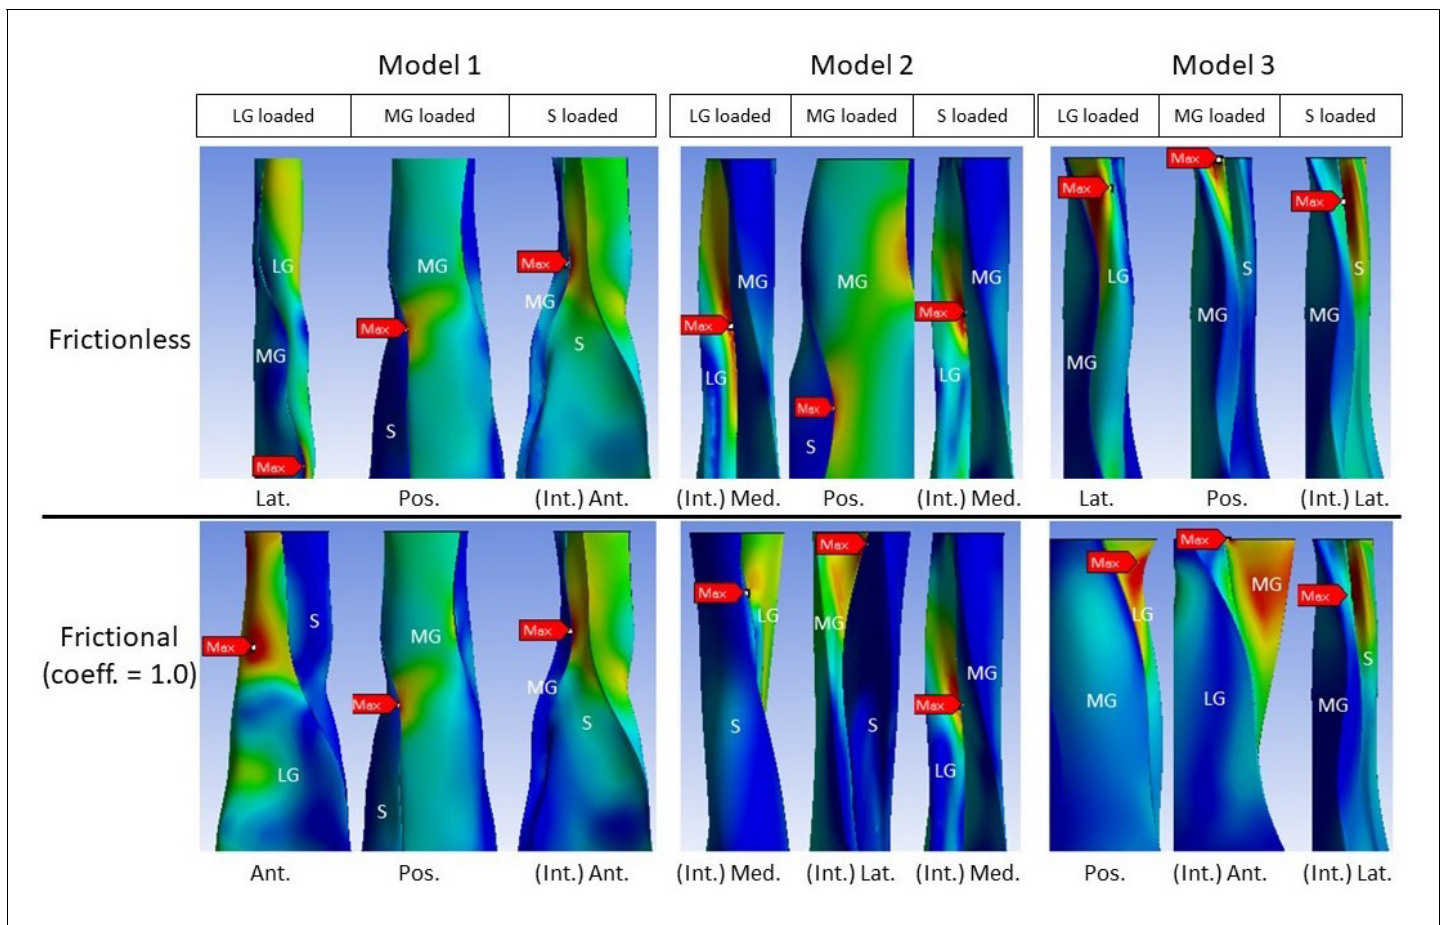 Model 1 Model 2 Model 3
LG loaded MG loaded S loaded LG loaded MG loaded S loaded LG loaded MG loaded S loaded
Frictionless
LG MG Max
MG Max S
Max MG S
MG Max LG
MG Max S
MG Max LG
Max LG MG
Max S MG
Max S MG
Lat. Pos. (Int.) Ant. (Int.) Med. Pos. (Int.) Med. Lat. Pos. (Int.) Lat.
Frictional
(coeff. = 1.0)
S Max LG
MG Max S
Max MG S
Max LG S
Max MG S
MG Max LG
Max LG MG
Max MG LG
Max S MG
Ant. Pos. (Int.) Ant. (Int.) Med. (Int.) Lat. (Int.) Med. Pos. (Int.) Ant. (Int.) Lat.